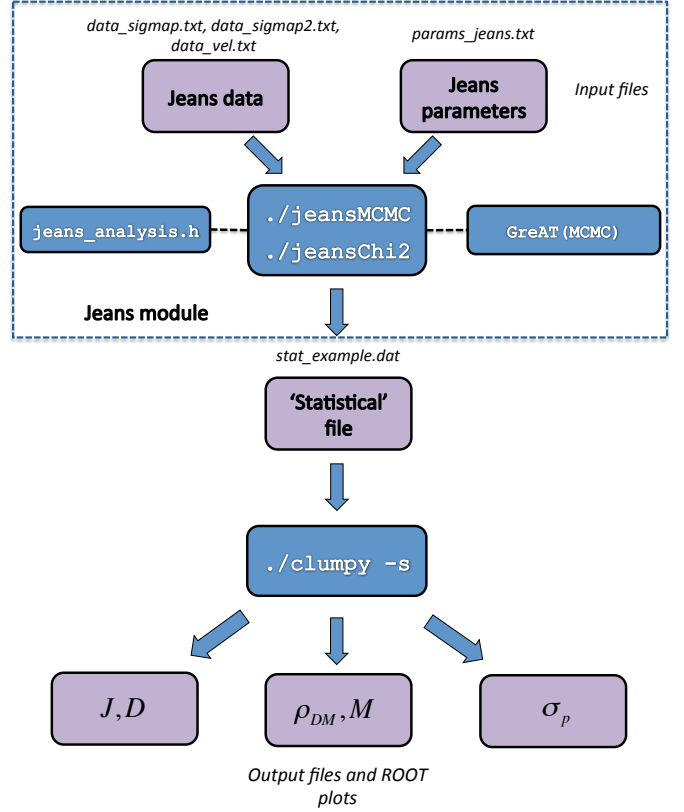 data_sigmap.txt, data_sigmap2.txt,
data_vel.txt
params_jeans.txt
Jeans data
Jeans
parameters
Input files
./jeansMCMC
./jeansChi2
jeans_analysis.h
GreAT(MCMC)
Jeans module
stat_example.dat
‘Statistical’
file
./clumpy -s
J,D
ρ_DM,M
σ_p
Output files and ROOT
plots